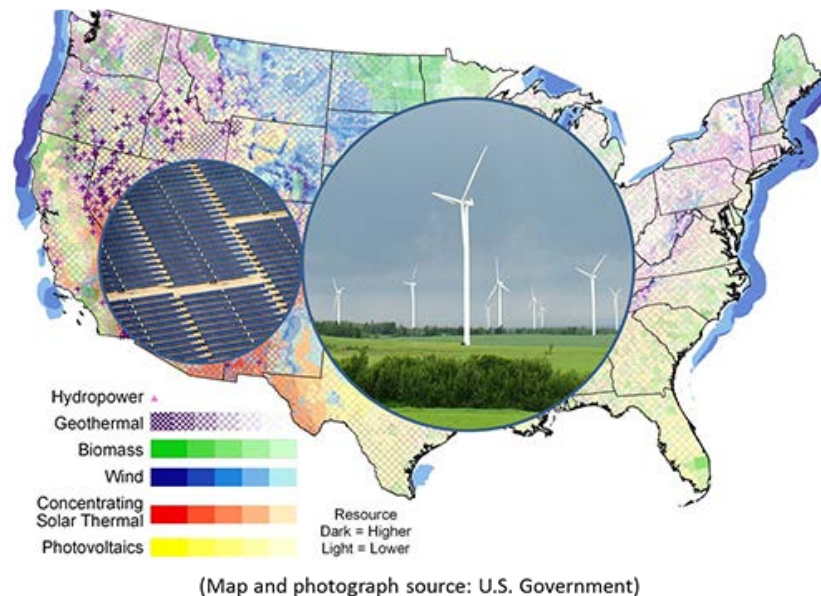 Hydropower
Geothermal
Biomass
Wind
Concentrating
Solar Thermal
Photovoltaics
Resource
Dark = Higher
Light = Lower
(Map and photograph source: U.S. Government)